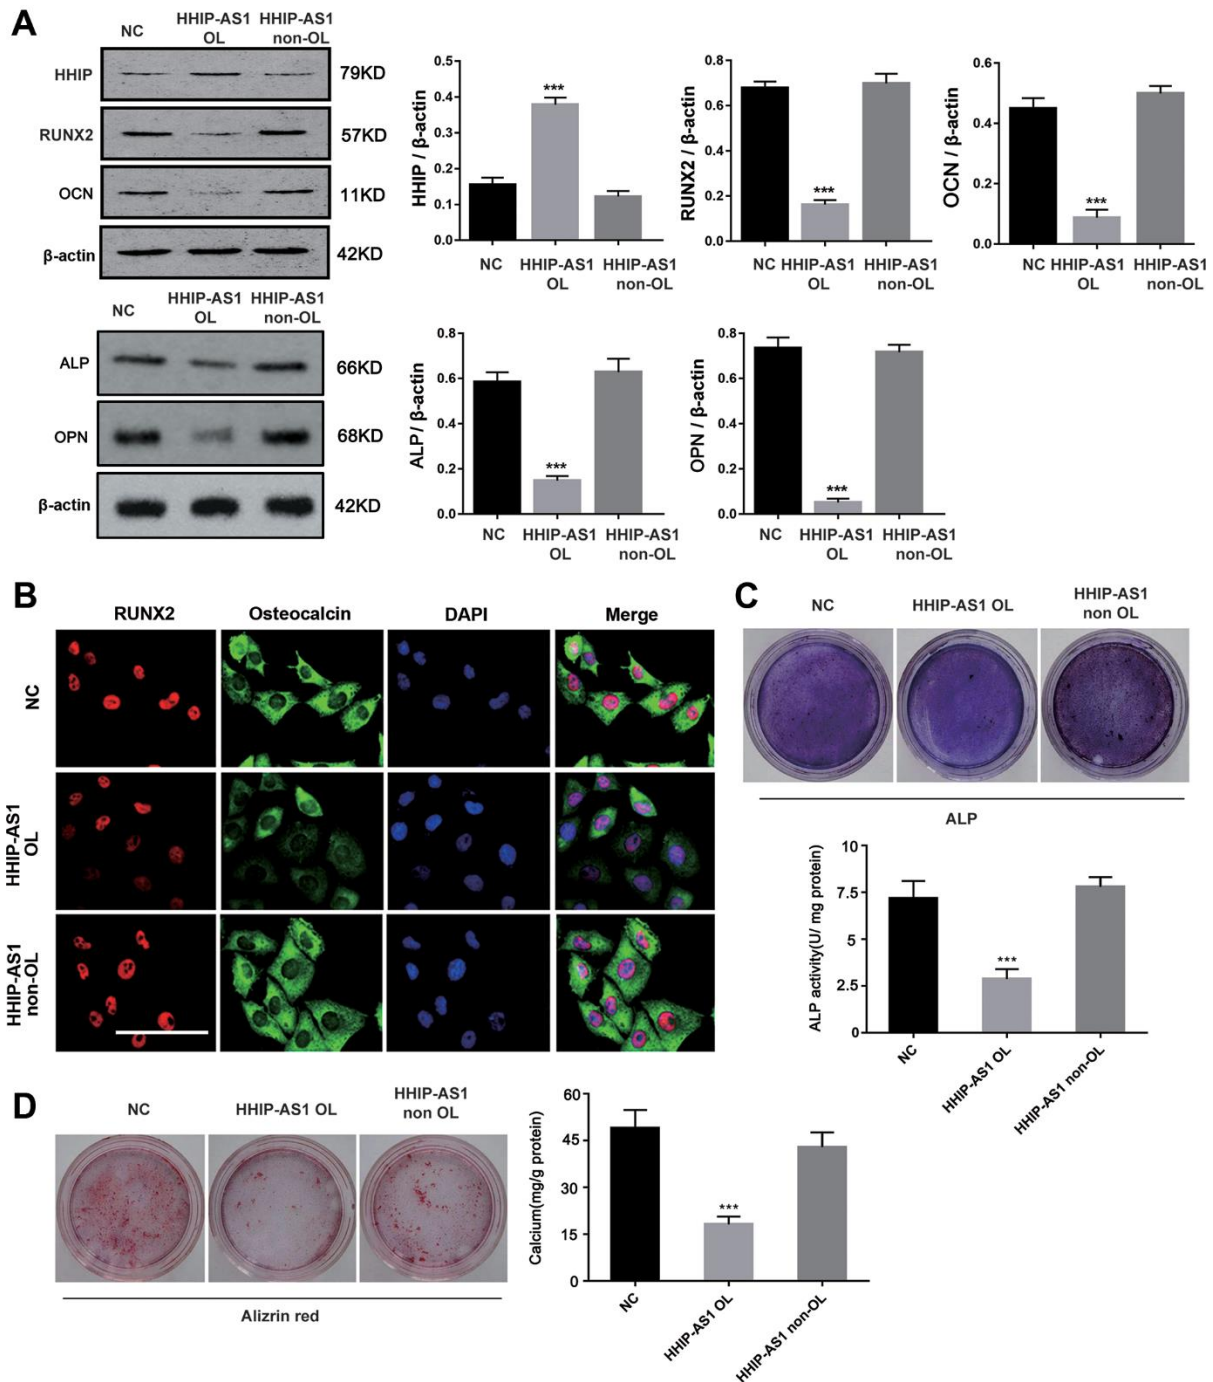 A
NC
HHIP-AS1
OL
HHIP-AS1
non-OL
HHIP
79KD
RUNX2
57KD
OCN
11KD
β-actin
42KD
NC
HHIP-AS1
OL
HHIP-AS1
non-OL
ALP
66KD
OPN
68KD
β-actin
42KD
HHIP / β-actin
0.5
0.4
0.3
0.2
0.1
0.0
***
NC
HHIP-AS1
OL
HHIP-AS1
non-OL
RUNX2 / β-actin
0.8
0.6
0.4
0.2
0.0
***
NC
HHIP-AS1
OL
HHIP-AS1
non-OL
OCN / β-actin
0.6
0.4
0.2
0.0
***
NC
HHIP-AS1
OL
HHIP-AS1
non-OL
ALP / β-actin
0.8
0.6
0.4
0.2
0.0
***
NC
HHIP-AS1
OL
HHIP-AS1
non-OL
OPN / β-actin
0.8
0.6
0.4
0.2
0.0
***
NC
HHIP-AS1
OL
HHIP-AS1
non-OL
B
RUNX2
Osteocalcin
DAPI
Merge
NC
HHIP-AS1
OL
HHIP-AS1
non-OL
C
NC
HHIP-AS1 OL
HHIP-AS1
non OL
ALP
ALP activity(U/ mg protein)
10
7.5
5
2.5
0
***
NC
HHIP-AS1 OL
HHIP-AS1 non-OL
D
NC
HHIP-AS1 OL
HHIP-AS1
non OL
Alizrin red
Calcium(mg/g protein)
60
45
30
15
0
***
NC
HHIP-AS1 OL
HHIP-AS1 non-OL